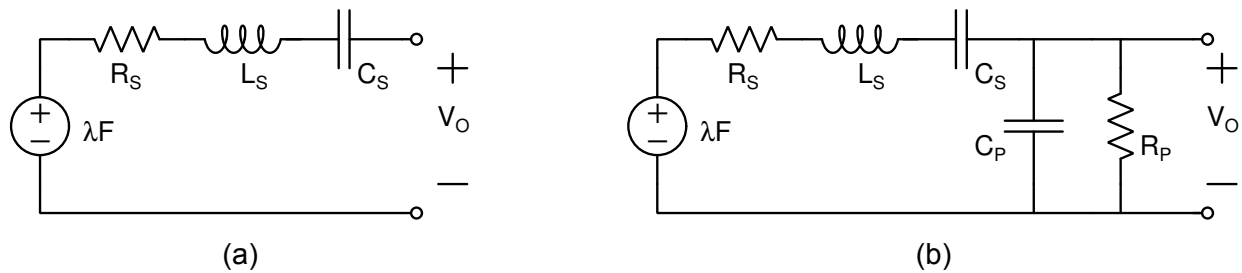 R_S
L_S
C_S
+
−
λF
+
V_O
−
(a)
R_S
L_S
C_S
+
−
λF
C_P
R_P
+
V_O
−
(b)